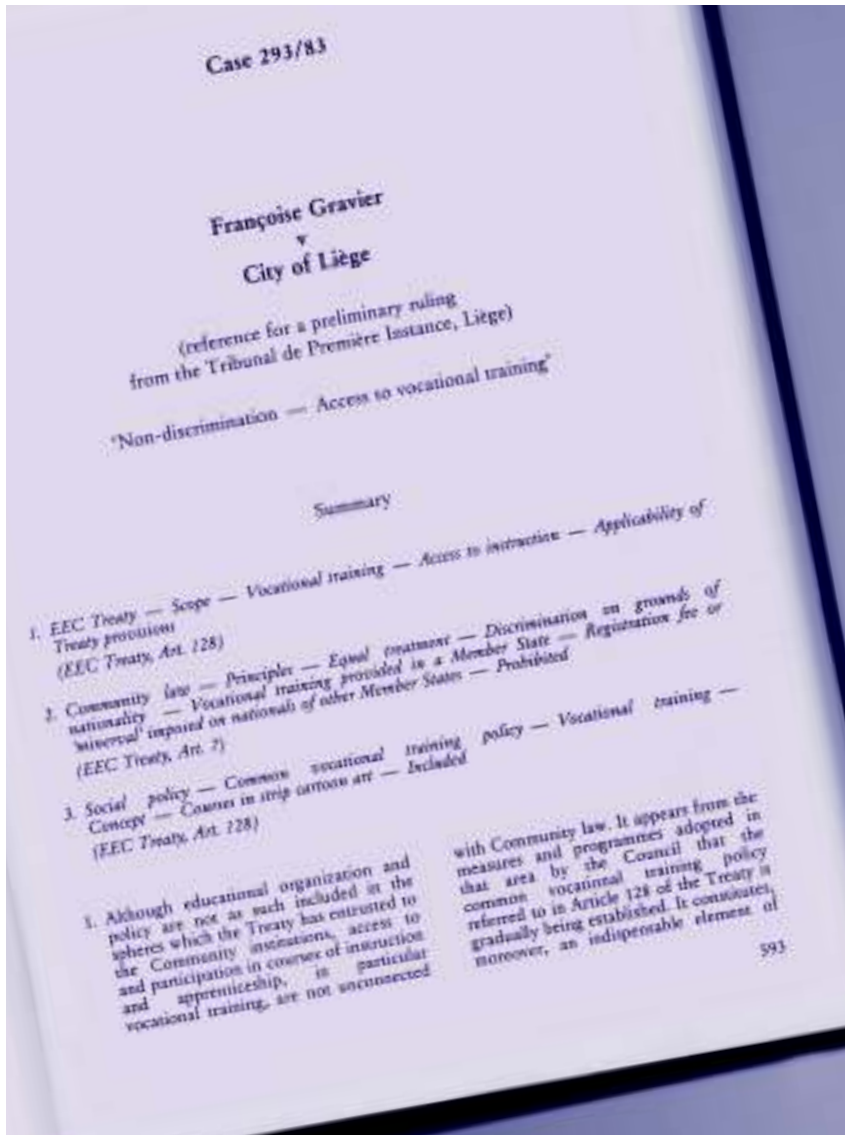 Case 293/83
Françoise Gravier
v
City of Liège
(reference for a preliminary ruling
from the Tribunal de Première Instance, Liège)
'Non-discrimination — Access to vocational training'
Summary
1. EEC Treaty — Scope — Vocational training — Access to instruction — Applicability of
Treaty provisions
(EEC Treaty, Art. 128)
2. Community law — Principles — Equal treatment — Discrimination on grounds of
nationality — Vocational training provided in a Member State — Registration fee or
'minerval' imposed on nationals of other Member States — Prohibited
(EEC Treaty, Art. 7)
3. Social policy — Common vocational training policy — Vocational training —
Concept — Courses in strip cartoon art — Included
(EEC Treaty, Art. 128)
1. Although educational organization and
policy are not as such included in the
spheres which the Treaty has entrusted to
the Community institutions, access to
and participation in courses of instruction
and apprenticeship, in particular
vocational training, are not unconnected
with Community law. It appears from the
measures and programmes adopted in
that area by the Council that the
common vocational training policy
referred to in Article 128 of the Treaty is
gradually being established. It constitutes,
moreover, an indispensable element of
593